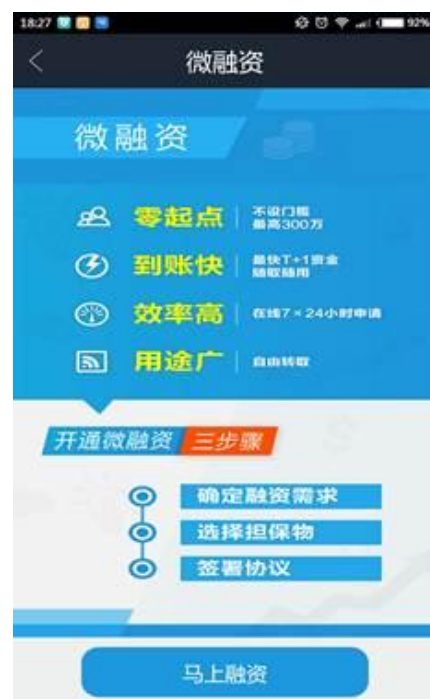 18:27
92%
微融资
微融资
零起点
不设门槛
最高300万
到账快
最快T+1资金
随取随用
效率高
在线7×24小时申请
用途广
自由转取
开通微融资 三步骤
确定融资需求
选择担保物
签署协议
马上融资